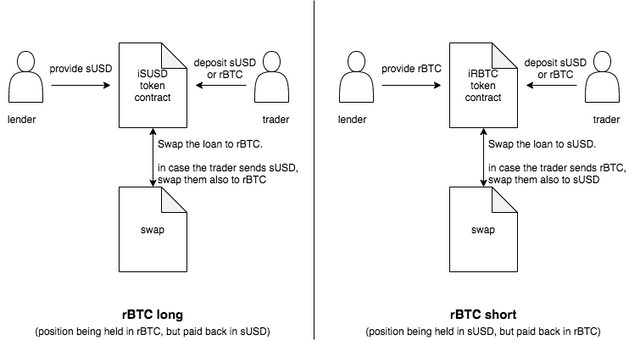 provide sUSD
iSUSD
token
contract
deposit sUSD
or rBTC
lender
trader
Swap the loan to rBTC.
in case the trader sends sUSD,
swap them also to rBTC
swap
rBTC long
(position being held in rBTC, but paid back in sUSD)
provide rBTC
iRBTC
token
contract
deposit sUSD
or rBTC
lender
trader
Swap the loan to sUSD.
in case the trader sends rBTC,
swap them also to sUSD
swap
rBTC short
(position being held in sUSD, but paid back in rBTC)